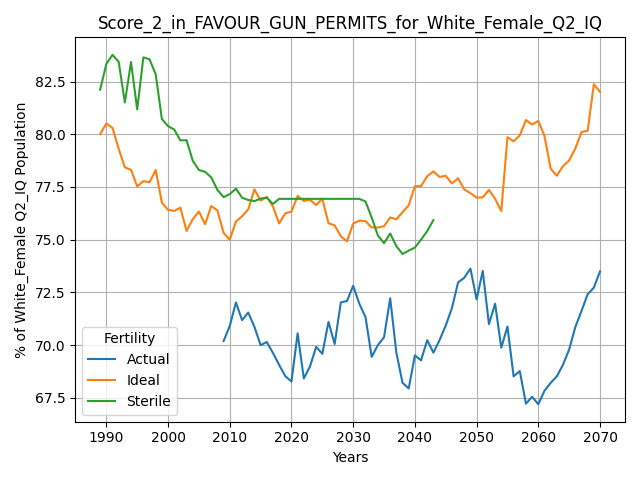 Score_2_in_FAVOUR_GUN_PERMITS_for_White_Female_Q2_IQ
% of White_Female Q2_IQ Population
82.5
80.0
77.5
75.0
72.5
70.0
67.5
Fertility
Actual
Ideal
Sterile
1990 2000 2010 2020 2030 2040 2050 2060 2070
Years